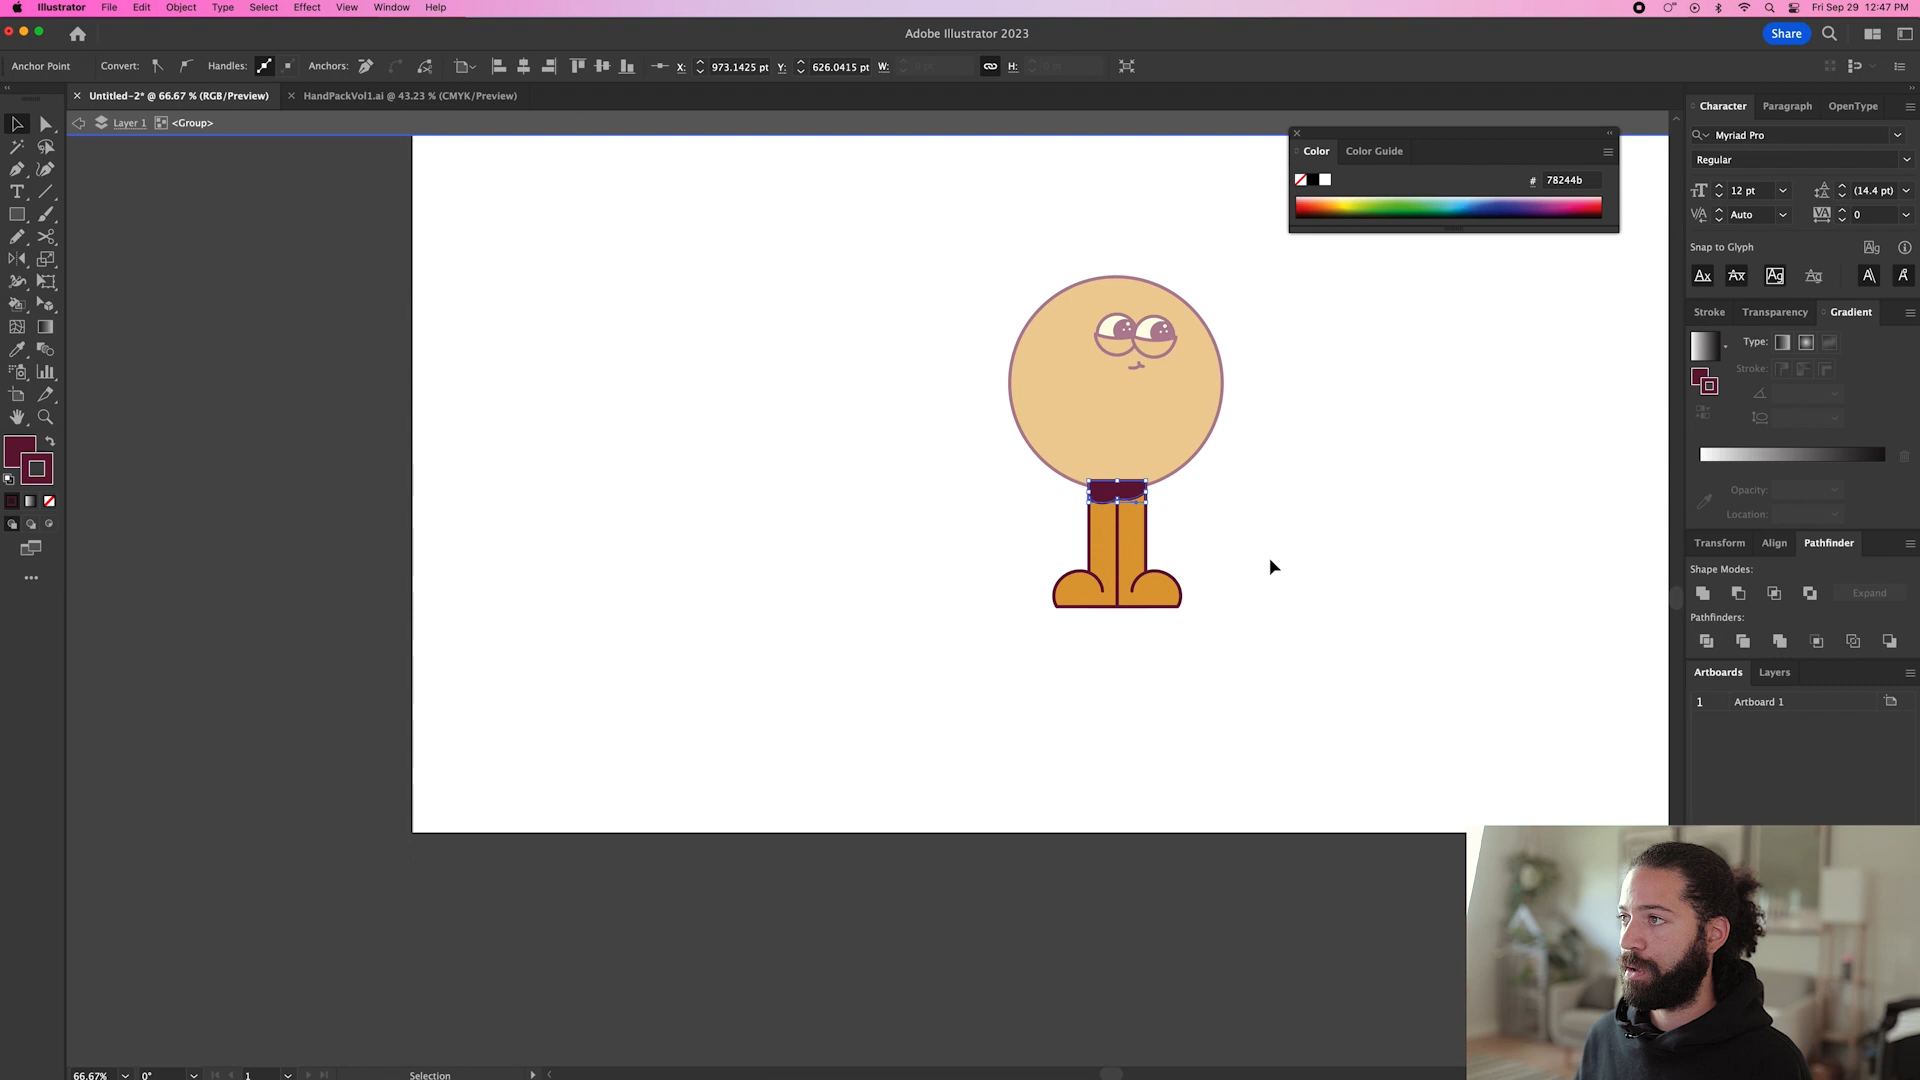 Illustrator File Edit Object Type Select Effect View Window Help Fri Sep 29 12:47 PM
Adobe Illustrator 2023 Share
Anchor Point Convert: Handles: Anchors: X: 973.1425 pt Y: 626.0415 pt W: 0 pt H: 0 pt
Untitled-2* @ 66.67 % (RGB/Preview) HandPackVol1.ai @ 43.23 % (CMYK/Preview)
Layer 1 <Group>
Color Color Guide
# 78244b
Character Paragraph OpenType
Myriad Pro
Regular
12 pt (14.4 pt)
Auto 0
Snap to Glyph
Stroke Transparency Gradient
Type:
Stroke:
Opacity:
Location:
Transform Align Pathfinder
Shape Modes:
Expand
Pathfinders:
Artboards Layers
1 Artboard 1
66.67% 0° 1 Selection